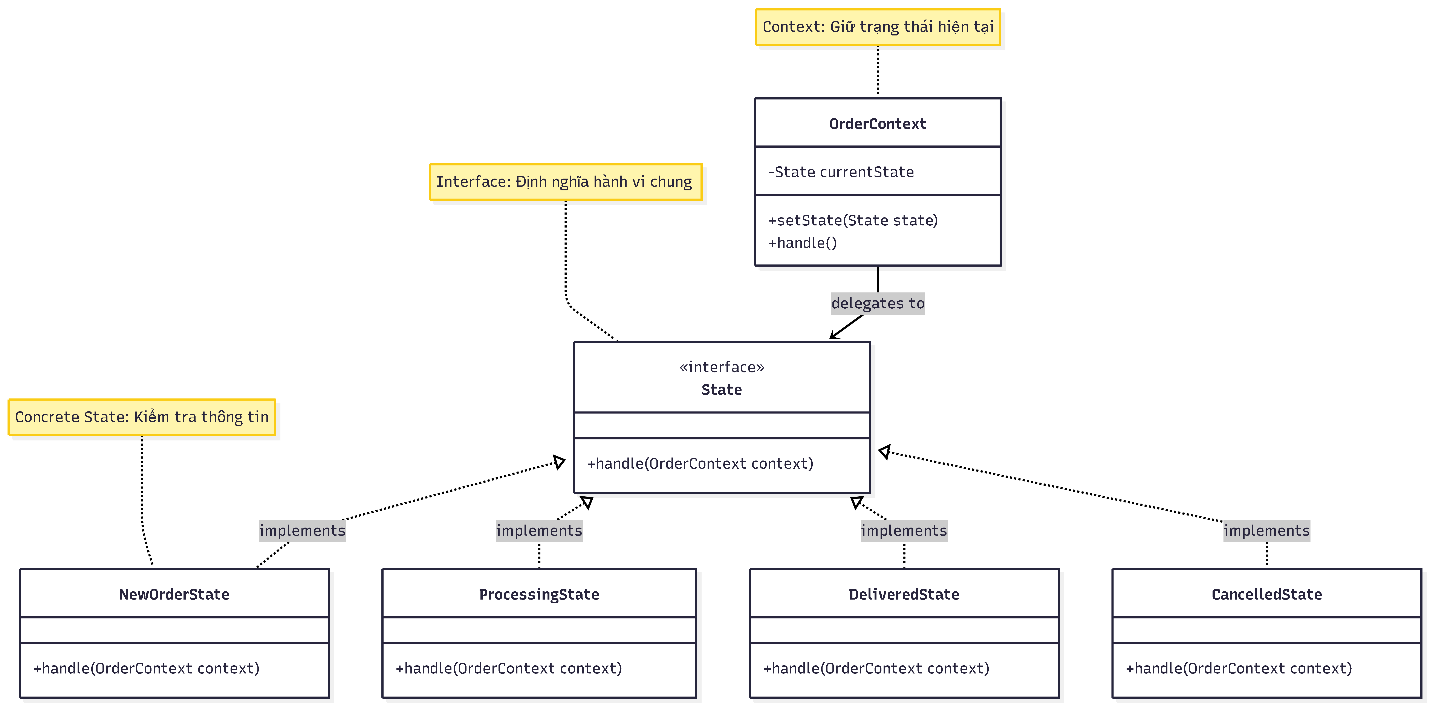 Context: Giữ trạng thái hiện tại
OrderContext
-State currentState
+setState(State state)
+handle()
Interface: Định nghĩa hành vi chung
delegates to
«interface»
State
+handle(OrderContext context)
Concrete State: Kiểm tra thông tin
implements
implements
implements
implements
NewOrderState
+handle(OrderContext context)
ProcessingState
+handle(OrderContext context)
DeliveredState
+handle(OrderContext context)
CancelledState
+handle(OrderContext context)